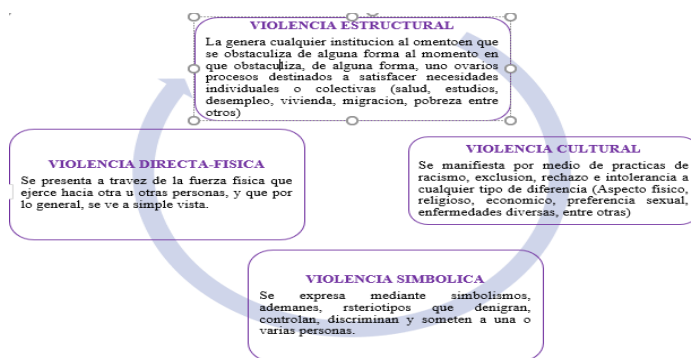 VIOLENCIA ESTRUCTURAL
La genera cualquier institucion al omentoen que
se obstaculiza de alguna forma al momento en
que obstaculiza, de alguna forma, uno ovarios
procesos destinados a satisfacer necesidades
individuales o colectivas (salud, estudios,
desempleo, vivienda, migracion, pobreza entre
otros)
VIOLENCIA CULTURAL
Se manifiesta por medio de practicas de
racismo, exclusion, rechazo e intolerancia a
cualquier tipo de diferencia (Aspecto físico,
religioso, economico, preferencia sexual,
enfermedades diversas, entre otras)
VIOLENCIA SIMBOLICA
Se expresa mediante simbolismos,
ademanes, rsteriotipos que denigran,
controlan, discriminan y someten a una o
varias personas.
VIOLENCIA DIRECTA-FISICA
Se presenta a travez de la fuerza física que
ejerce hacia otra u otras personas, y que por
lo general, se ve a simple vista.